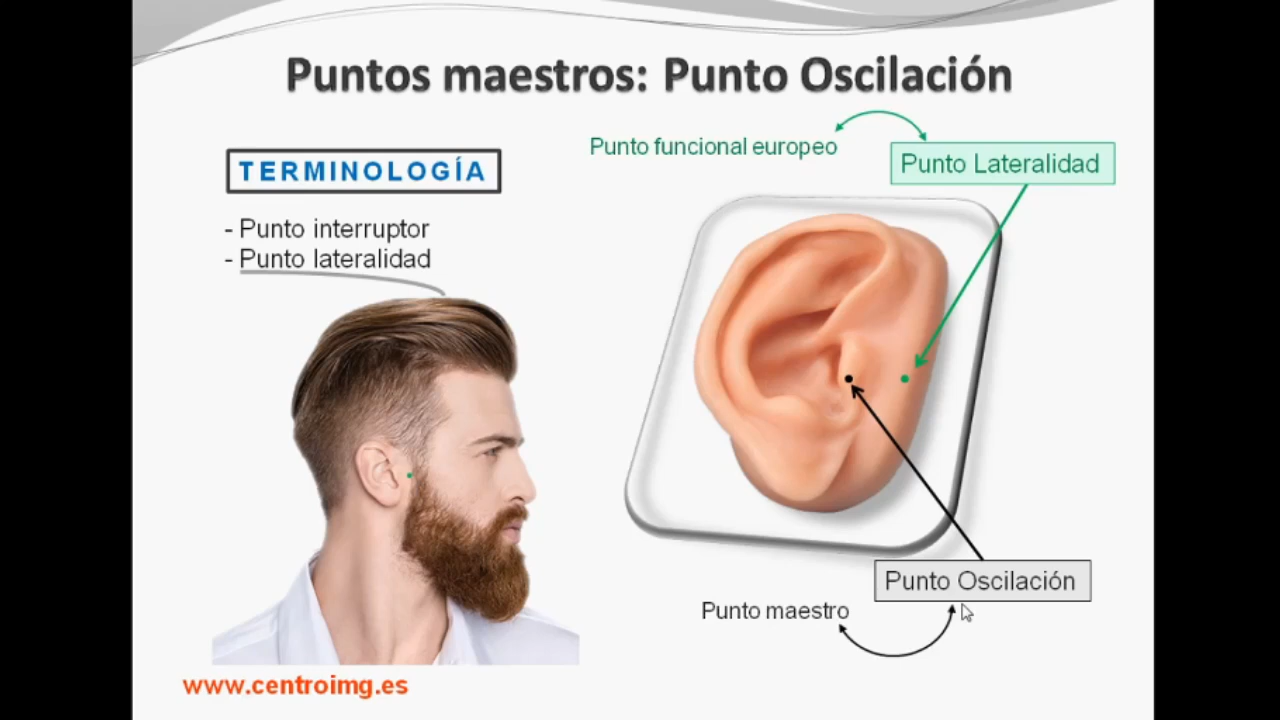 Puntos maestros: Punto Oscilación
TERMINOLOGÍA
- Punto interruptor
- Punto lateralidad
Punto funcional europeo
Punto Lateralidad
Punto Oscilación
Punto maestro
www.centroimg.es